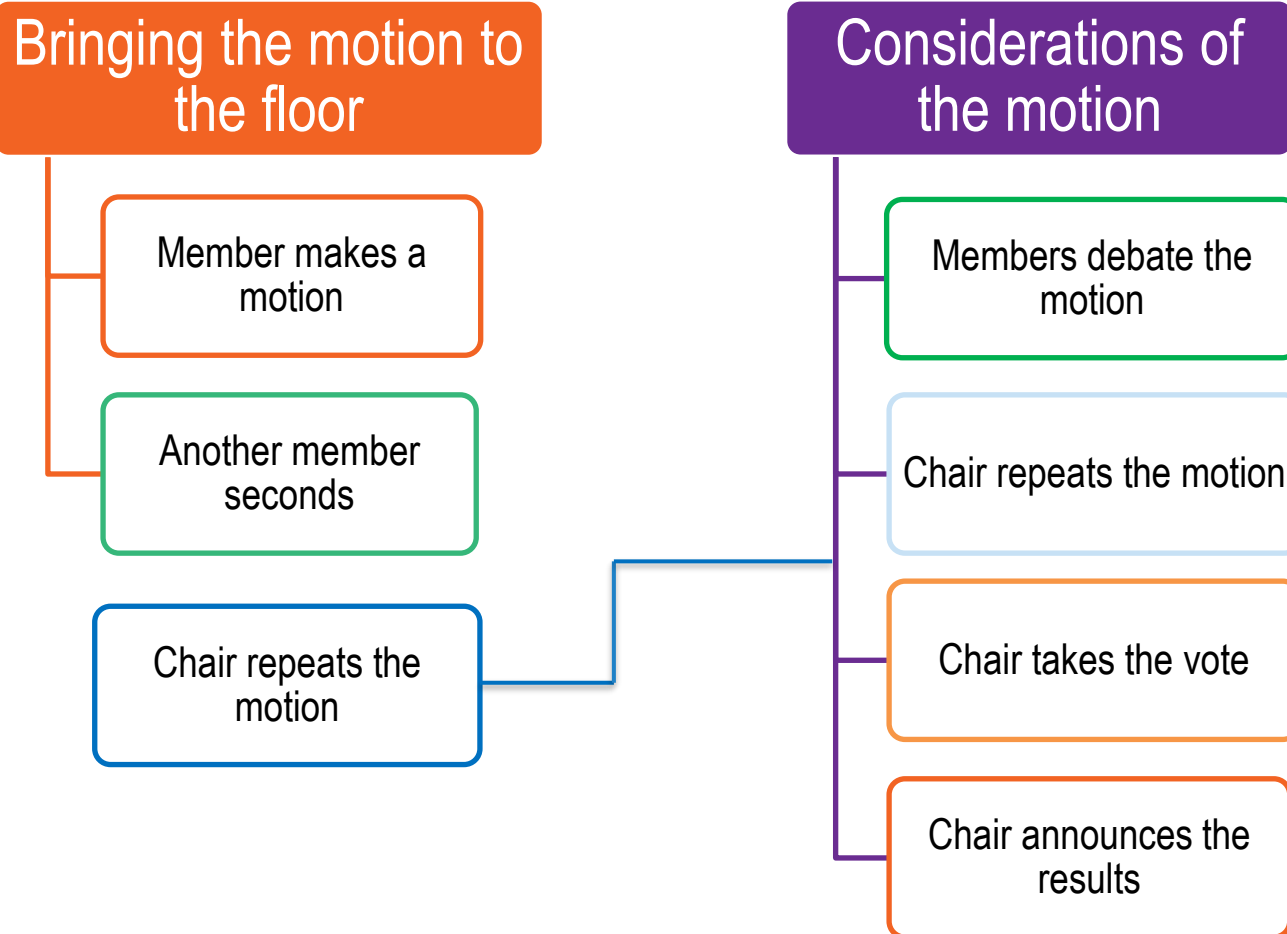 Bringing the motion to
the floor
Member makes a
motion
Another member
seconds
Chair repeats the
motion
Considerations of
the motion
Members debate the
motion
Chair repeats the motion
Chair takes the vote
Chair announces the
results